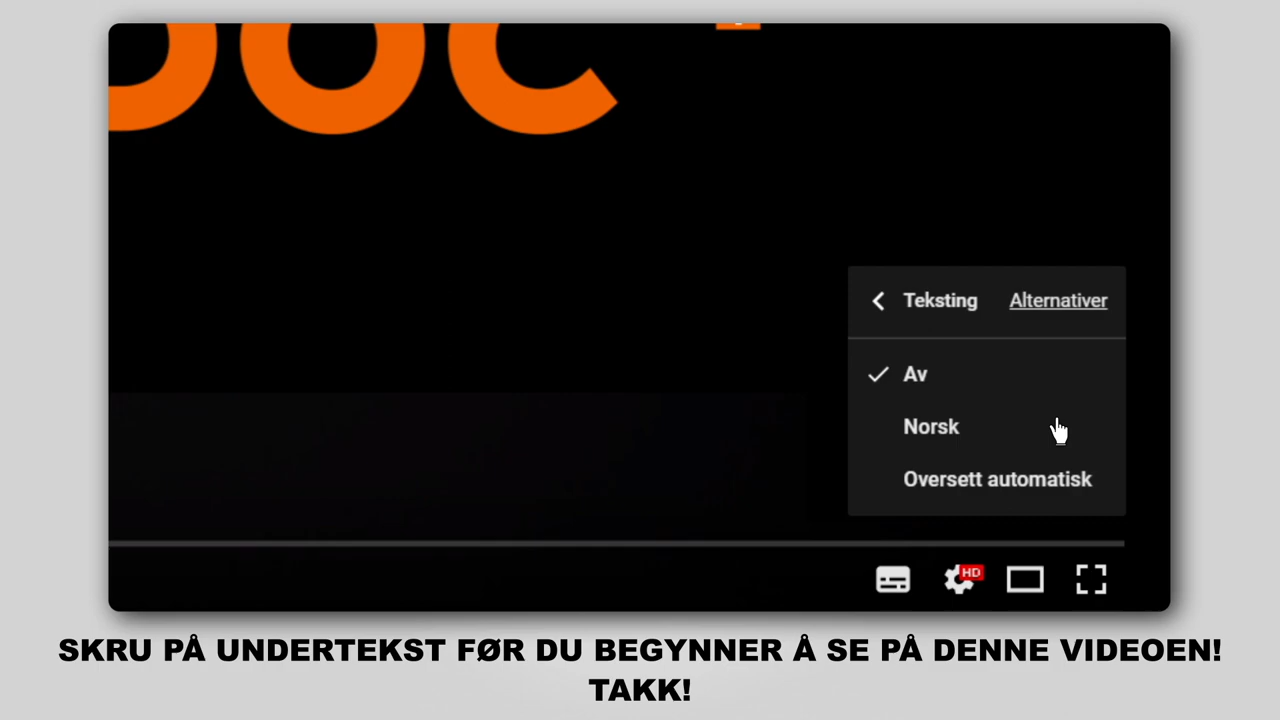 Teksting Alternativer
Av
Norsk
Oversett automatisk
HD
SKRU PÅ UNDERTEKST FØR DU BEGYNNER Å SE PÅ DENNE VIDEOEN!
TAKK!